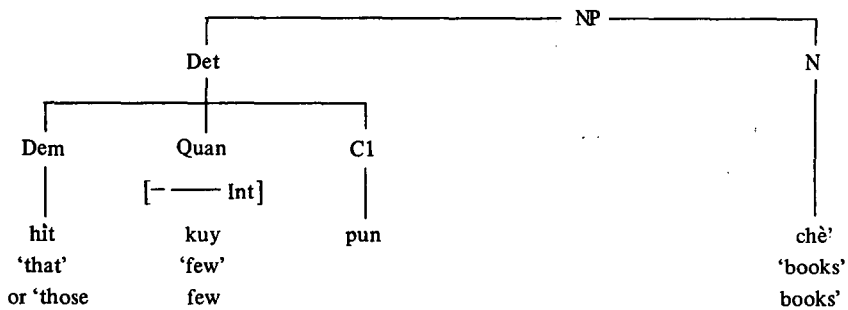 NP
Det N
Dem Quan Cl
[– —— Int]
hìt kuy pun chè’
‘that’ ‘few’ ‘books’
or ‘those few books’